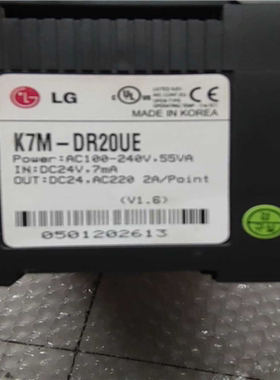 LG
MADE IN KOREA
K7M-DR20UE
Power:AC100-240V.55VA
IN:DC24V.7mA
OUT:DC24.AC220 2A/Point
(V1.6)
0501202613